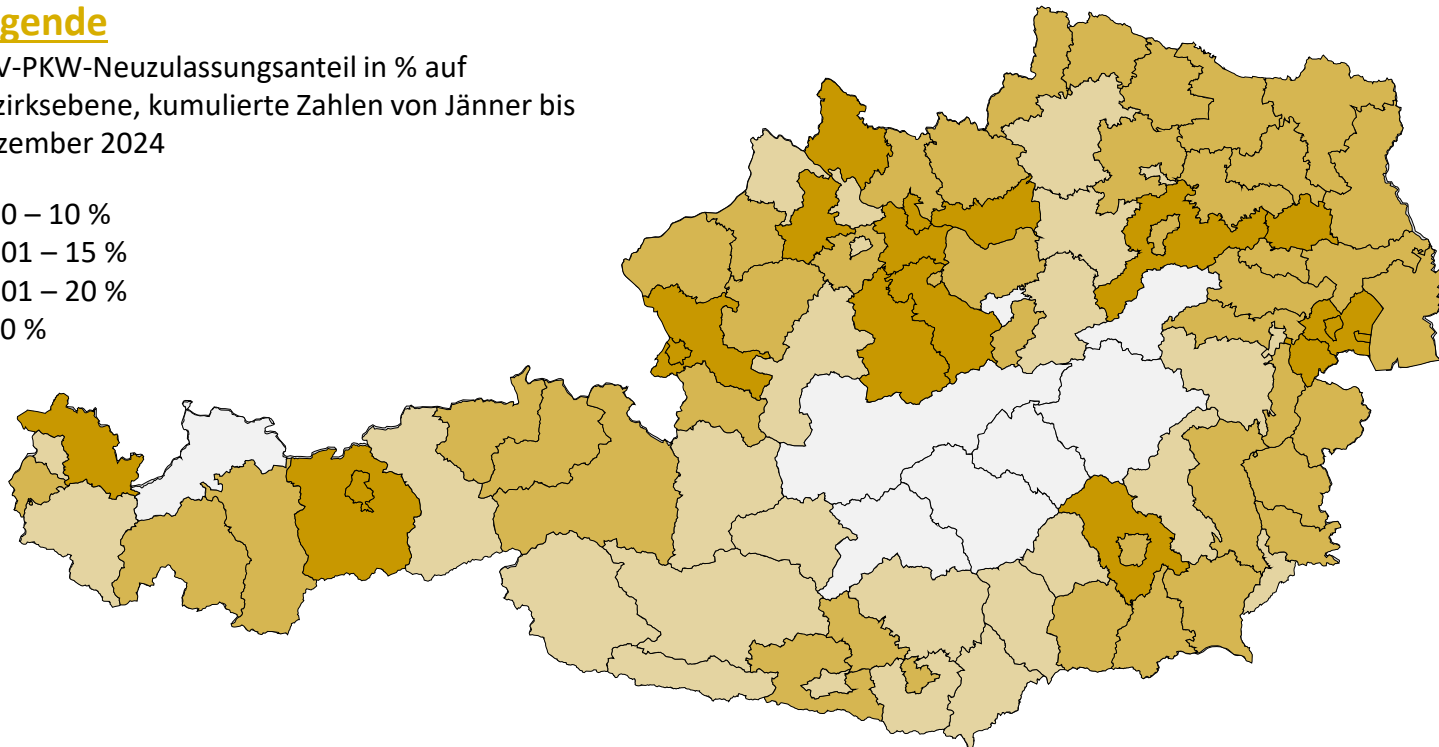 gende
V-PKW-Neuzulassungsanteil in % auf
zirksebene, kumulierte Zahlen von Jänner bis
zember 2024
0 – 10 %
01 – 15 %
01 – 20 %
0 %